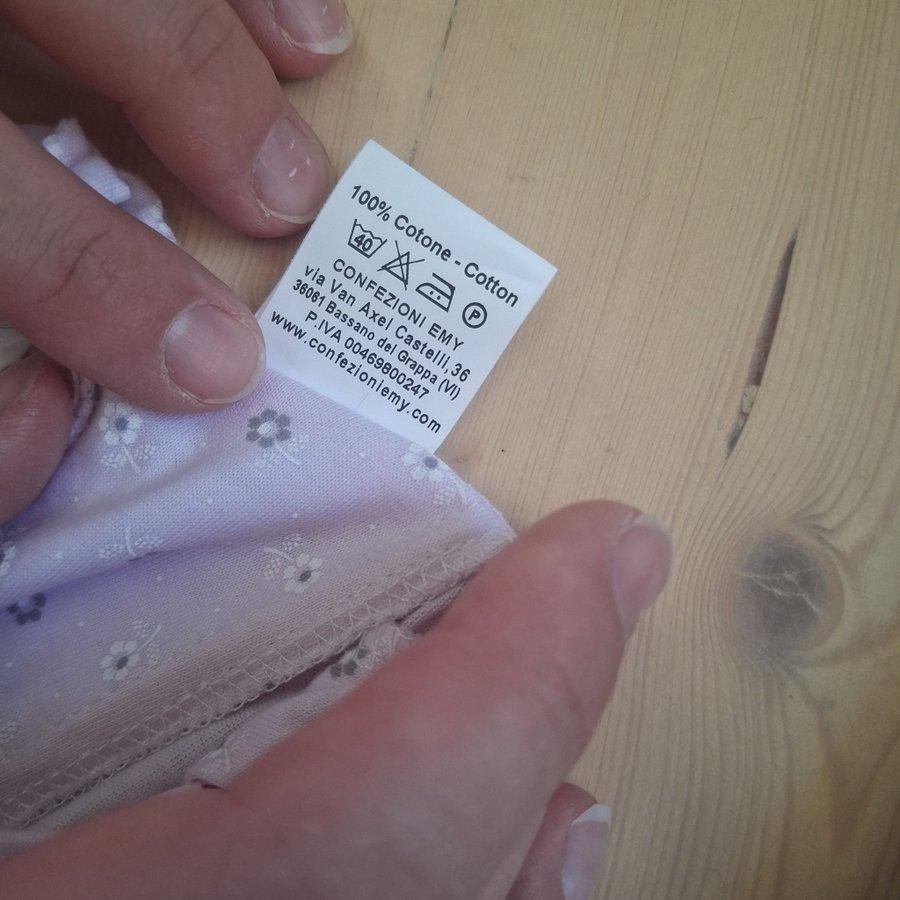 100% Cotone - Cotton
40 P
CONFEZIONI EMY
via Van Axel Castelli, 36
36061 Bassano del Grappa (VI)
P.IVA 00469800247
www.confezioniemy.com